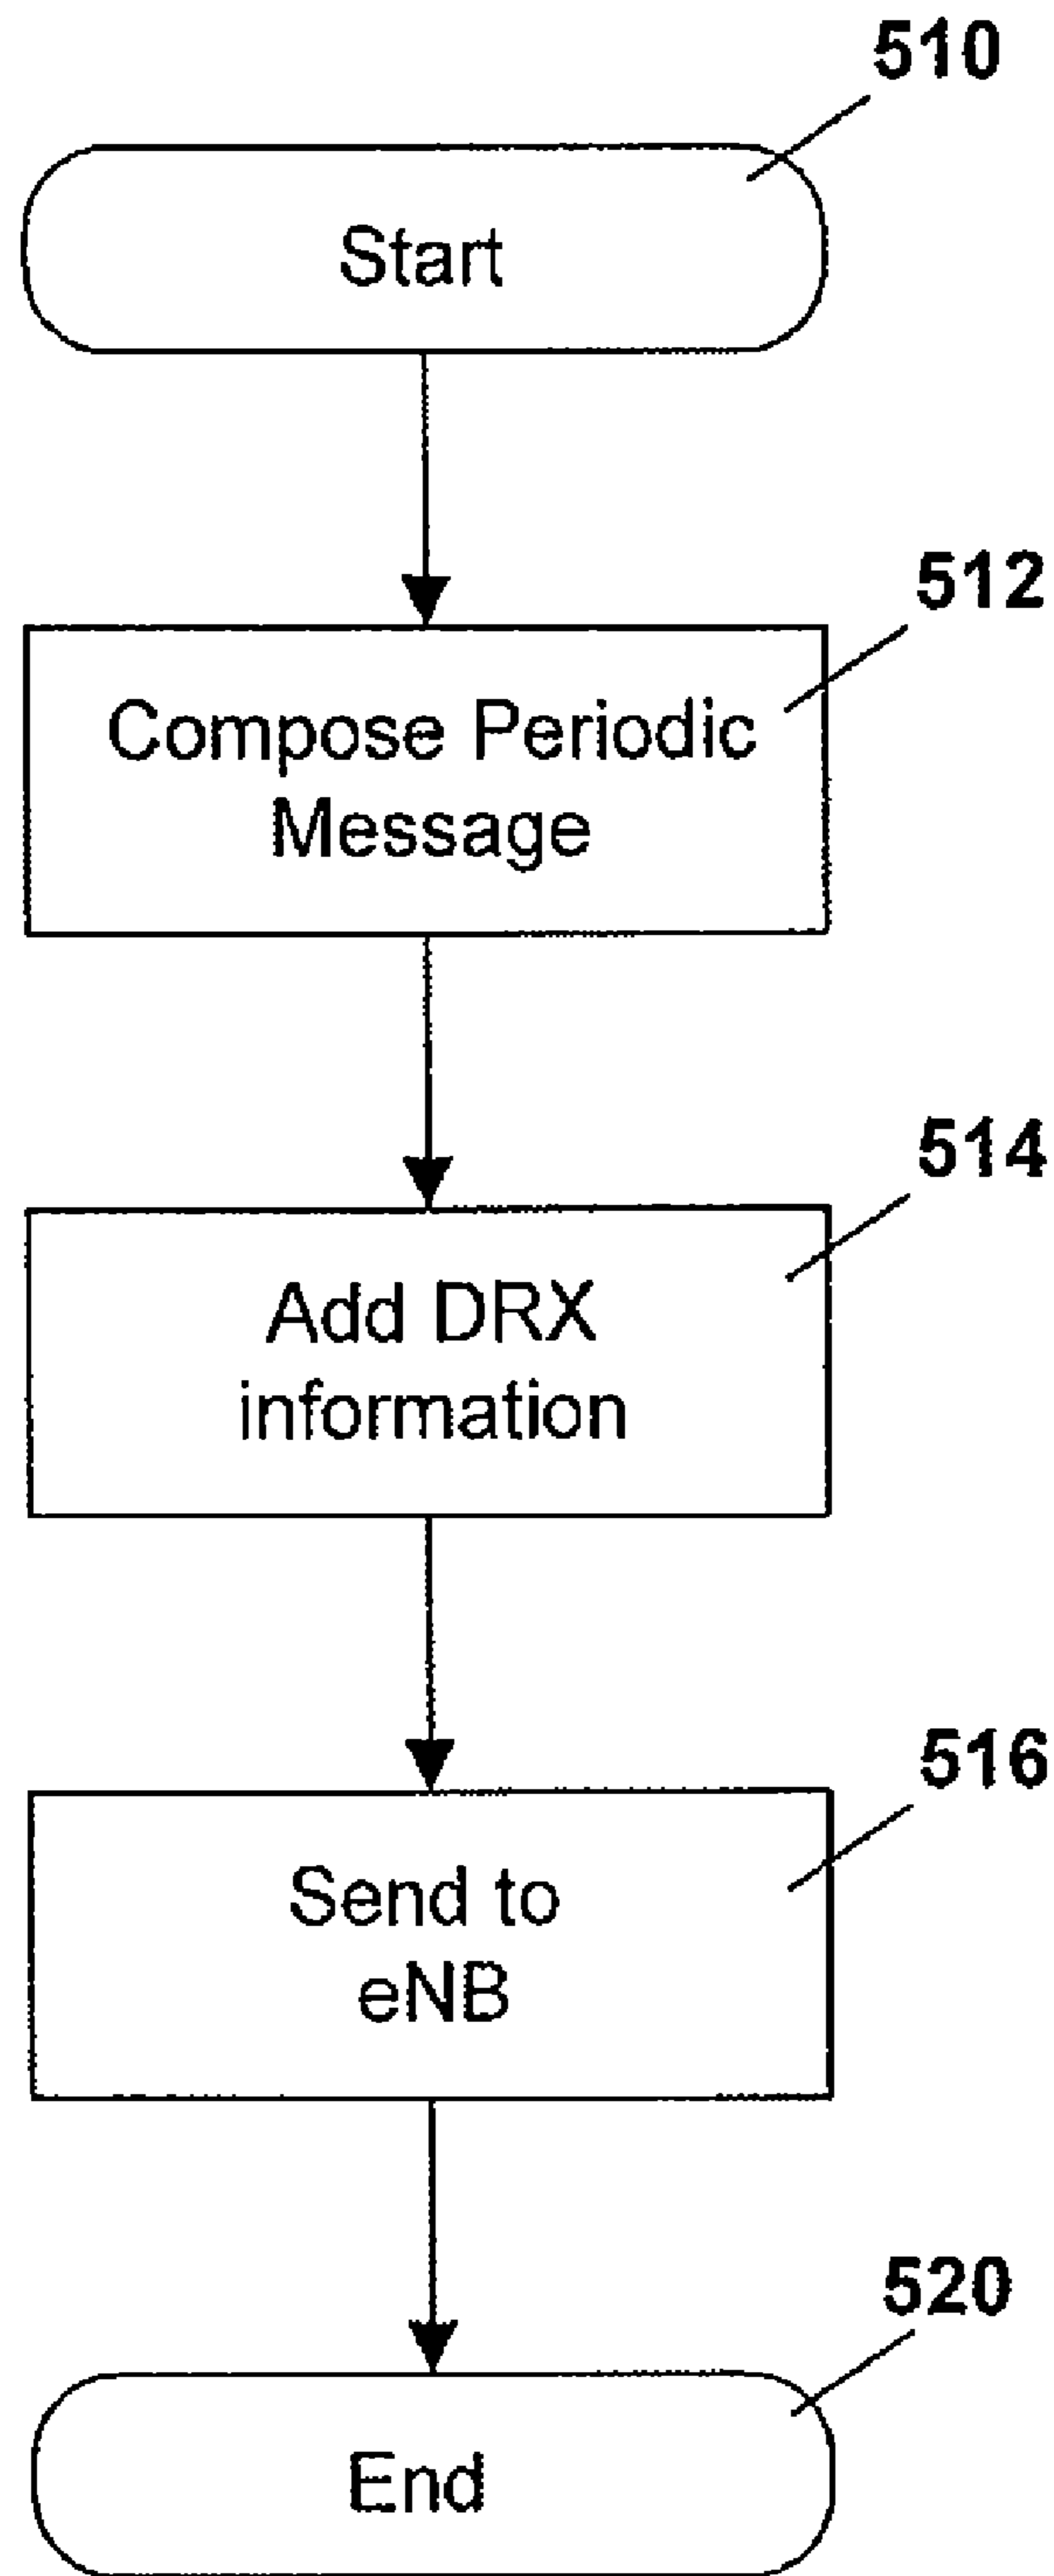 510
Start
512
Compose Periodic
Message
514
Add DRX
information
516
Send to
eNB
520
End